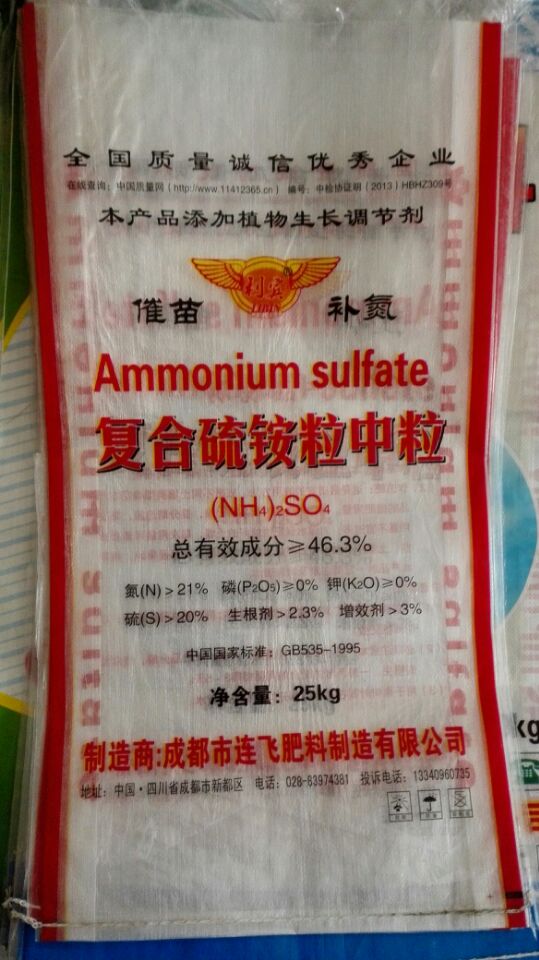 全国质量诚信优秀企业
在线查询：中国质量网（http://www.11412365.cn） 编号：中检协证明（2013）HBHZ309号
本产品添加植物生长调节剂
利宾
LIBIN
催苗 补氮
Ammonium sulfate
复合硫铵粒中粒
(NH₄)₂SO₄
总有效成分≥46.3%
氮(N)>21% 磷(P₂O₅)≥0% 钾(K₂O)≥0%
硫(S)>20% 生根剂>2.3% 增效剂>3%
中国国家标准：GB535-1995
净含量：25kg
制造商:成都市连飞肥料制造有限公司
地址：中国·四川省成都市新都区 电话：028-83974381 投诉电话：13340960735
kg